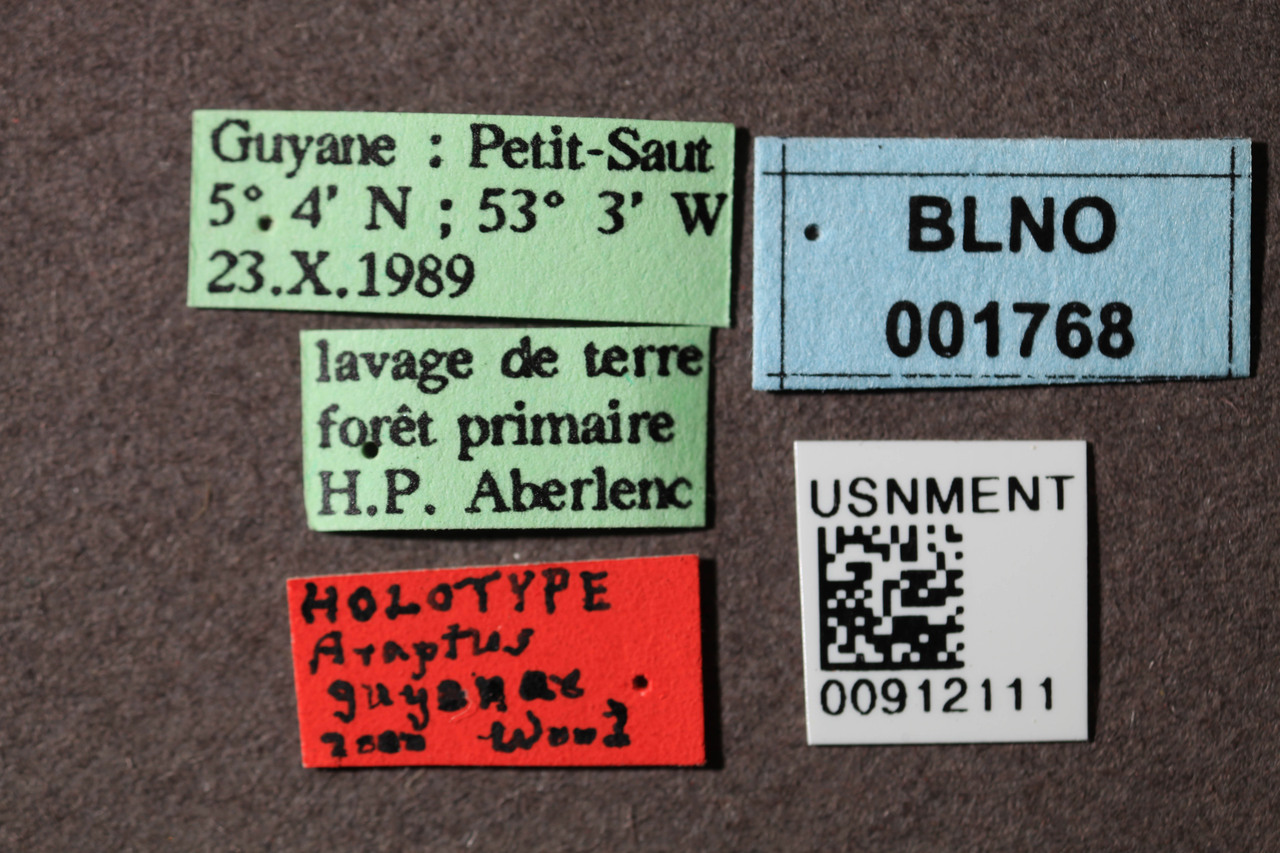 Guyane : Petit-Saut
5° 4' N ; 53° 3' W
23.X.1989
lavage de terre
forêt primaire
H.P. Aberlenc
HOLOTYPE
Araptus
guyanae
2000 Wood
BLNO
001768
USNMENT
00912111